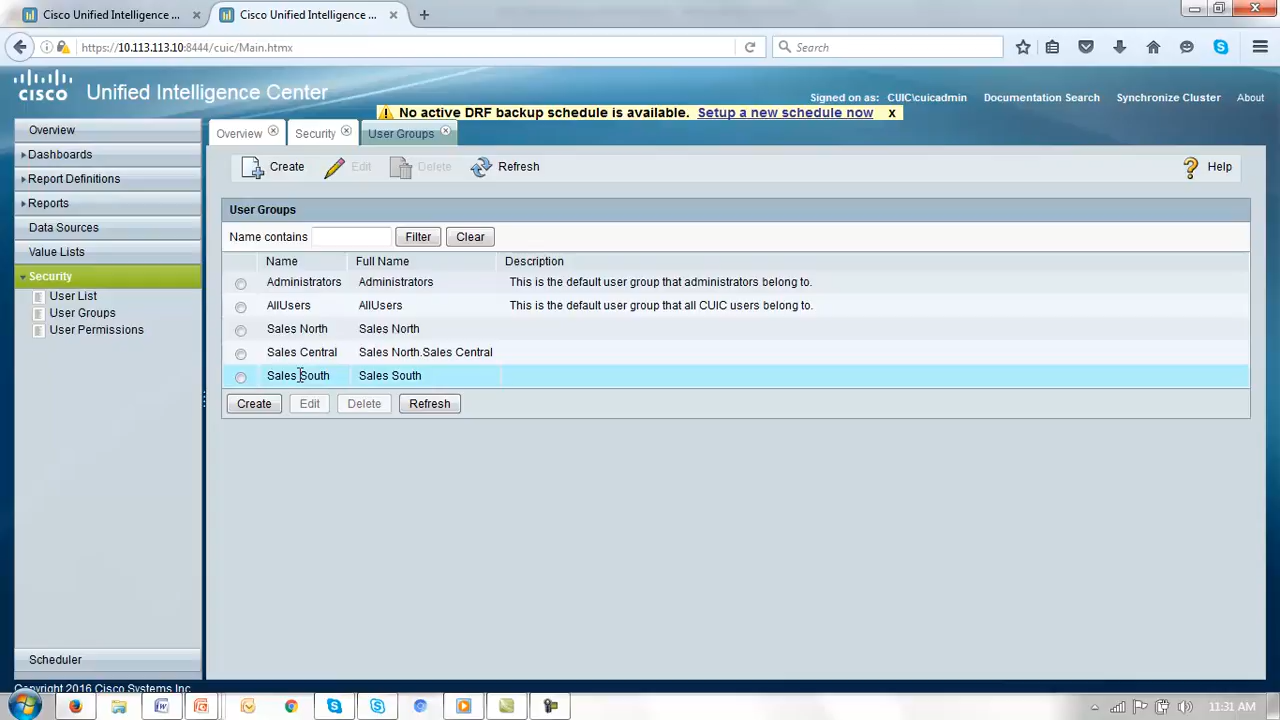 Cisco Unified Intelligence ... ×
Cisco Unified Intelligence ... × +
https://10.113.113.10:8444/cuic/Main.htmx
Search
CISCO Unified Intelligence Center
No active DRF backup schedule is available. Setup a new schedule now x
Signed on as: CUIC\cuicadmin Documentation Search Synchronize Cluster About
Overview
Dashboards
Report Definitions
Reports
Data Sources
Value Lists
Security
User List
User Groups
User Permissions
Scheduler
Copyright 2016 Cisco Systems Inc
Overview Security User Groups
Create Edit Delete Refresh Help
User Groups
Name contains Filter Clear
Name Full Name Description
Administrators Administrators This is the default user group that administrators belong to.
AllUsers AllUsers This is the default user group that all CUIC users belong to.
Sales North Sales North
Sales Central Sales North.Sales Central
Sales South Sales South
Create Edit Delete Refresh
11:31 AM